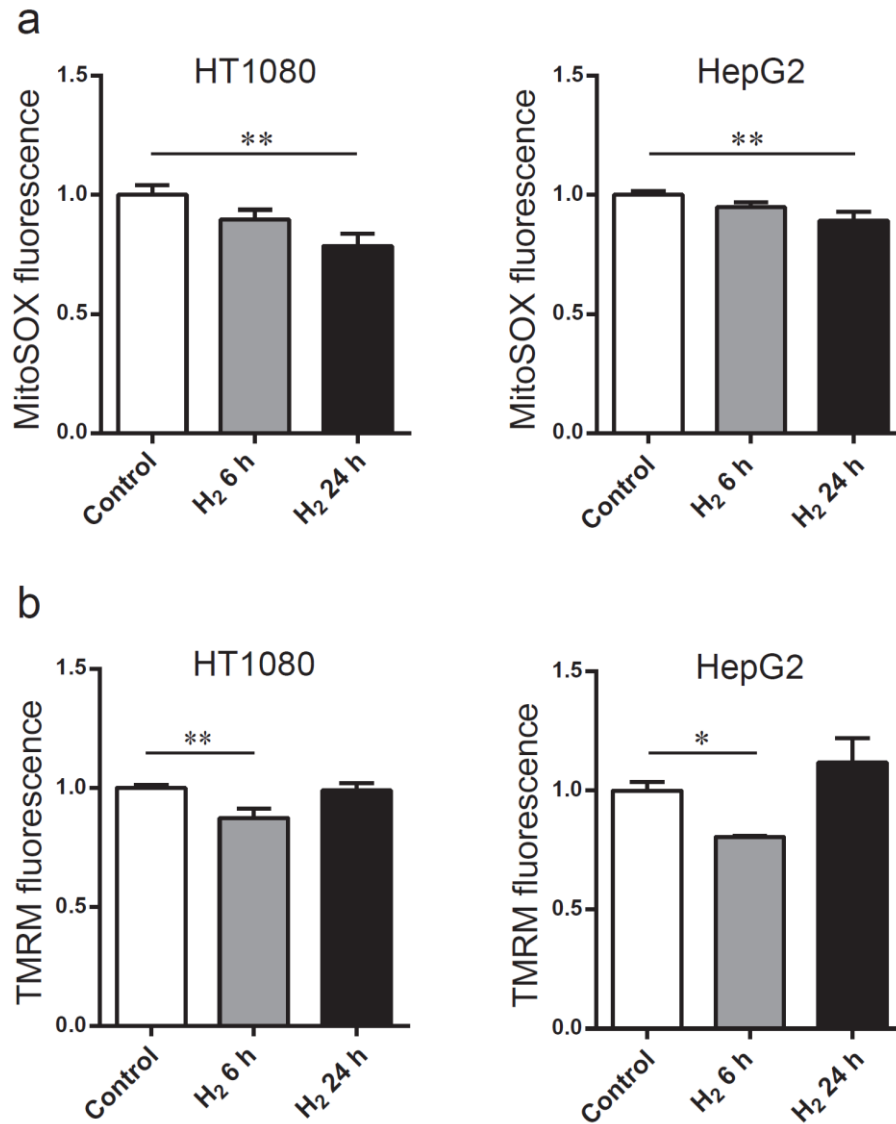 a
HT1080
MitoSOX fluorescence
1.5
1.0
0.5
0.0
**
Control
H₂ 6 h
H₂ 24 h
HepG2
MitoSOX fluorescence
1.5
1.0
0.5
0.0
**
Control
H₂ 6 h
H₂ 24 h
b
HT1080
TMRM fluorescence
1.5
1.0
0.5
0.0
**
Control
H₂ 6 h
H₂ 24 h
HepG2
TMRM fluorescence
1.5
1.0
0.5
0.0
*
Control
H₂ 6 h
H₂ 24 h